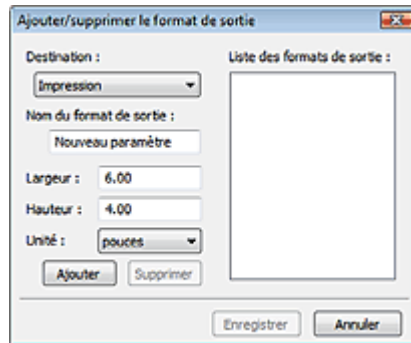 Ajouter/supprimer le format de sortie
Destination :
Impression
Nom du format de sortie :
Nouveau paramètre
Largeur : 6.00
Hauteur : 4.00
Unité : pouces
Ajouter Supprimer
Liste des formats de sortie :
Enregistrer Annuler